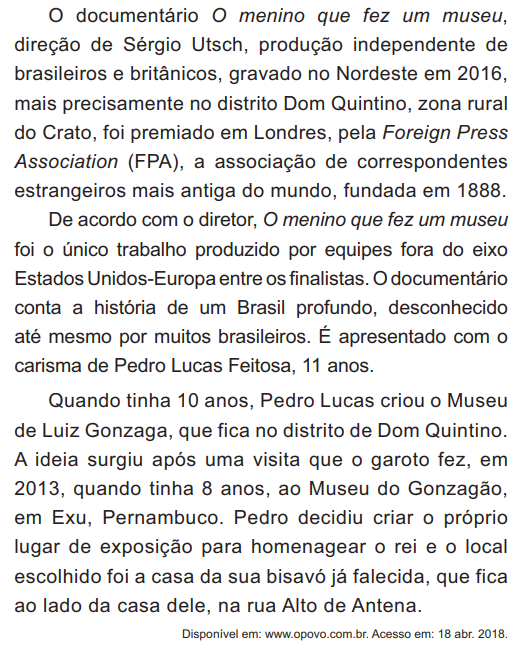 O documentário O menino que fez um museu,
direção de Sérgio Utsch, produção independente de
brasileiros e britânicos, gravado no Nordeste em 2016,
mais precisamente no distrito Dom Quintino, zona rural
do Crato, foi premiado em Londres, pela Foreign Press
Association (FPA), a associação de correspondentes
estrangeiros mais antiga do mundo, fundada em 1888.
De acordo com o diretor, O menino que fez um museu
foi o único trabalho produzido por equipes fora do eixo
Estados Unidos-Europa entre os finalistas. O documentário
conta a história de um Brasil profundo, desconhecido
até mesmo por muitos brasileiros. É apresentado com o
carisma de Pedro Lucas Feitosa, 11 anos.
Quando tinha 10 anos, Pedro Lucas criou o Museu
de Luiz Gonzaga, que fica no distrito de Dom Quintino.
A ideia surgiu após uma visita que o garoto fez, em
2013, quando tinha 8 anos, ao Museu do Gonzagão,
em Exu, Pernambuco. Pedro decidiu criar o próprio
lugar de exposição para homenagear o rei e o local
escolhido foi a casa da sua bisavó já falecida, que fica
ao lado da casa dele, na rua Alto de Antena.
Disponível em: www.opovo.com.br. Acesso em: 18 abr. 2018.